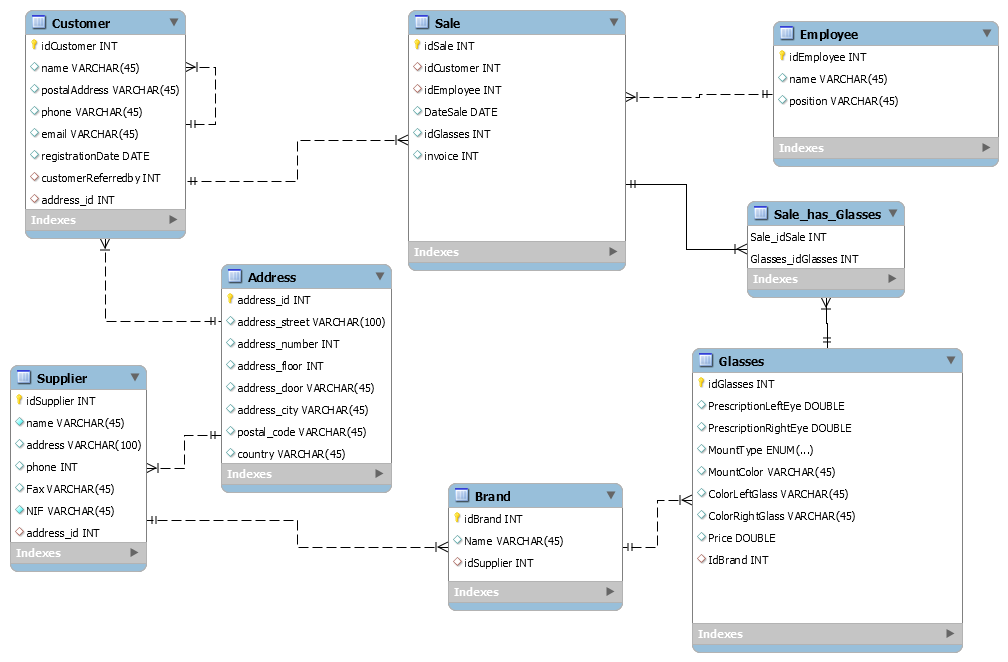 Customer
idCustomer INT
name VARCHAR(45)
postalAddress VARCHAR(45)
phone VARCHAR(45)
email VARCHAR(45)
registrationDate DATE
customerReferredby INT
address_id INT
Indexes
Sale
idSale INT
idCustomer INT
idEmployee INT
DateSale DATE
idGlasses INT
invoice INT
Indexes
Employee
idEmployee INT
name VARCHAR(45)
position VARCHAR(45)
Indexes
Sale_has_Glasses
Sale_idSale INT
Glasses_idGlasses INT
Indexes
Address
address_id INT
address_street VARCHAR(100)
address_number INT
address_floor INT
address_door VARCHAR(45)
address_city VARCHAR(45)
postal_code VARCHAR(45)
country VARCHAR(45)
Indexes
Supplier
idSupplier INT
name VARCHAR(45)
address VARCHAR(100)
phone INT
Fax VARCHAR(45)
NIF VARCHAR(45)
address_id INT
Indexes
Brand
idBrand INT
Name VARCHAR(45)
idSupplier INT
Indexes
Glasses
idGlasses INT
PrescriptionLeftEye DOUBLE
PrescriptionRightEye DOUBLE
MountType ENUM(...)
MountColor VARCHAR(45)
ColorLeftGlass VARCHAR(45)
ColorRightGlass VARCHAR(45)
Price DOUBLE
IdBrand INT
Indexes